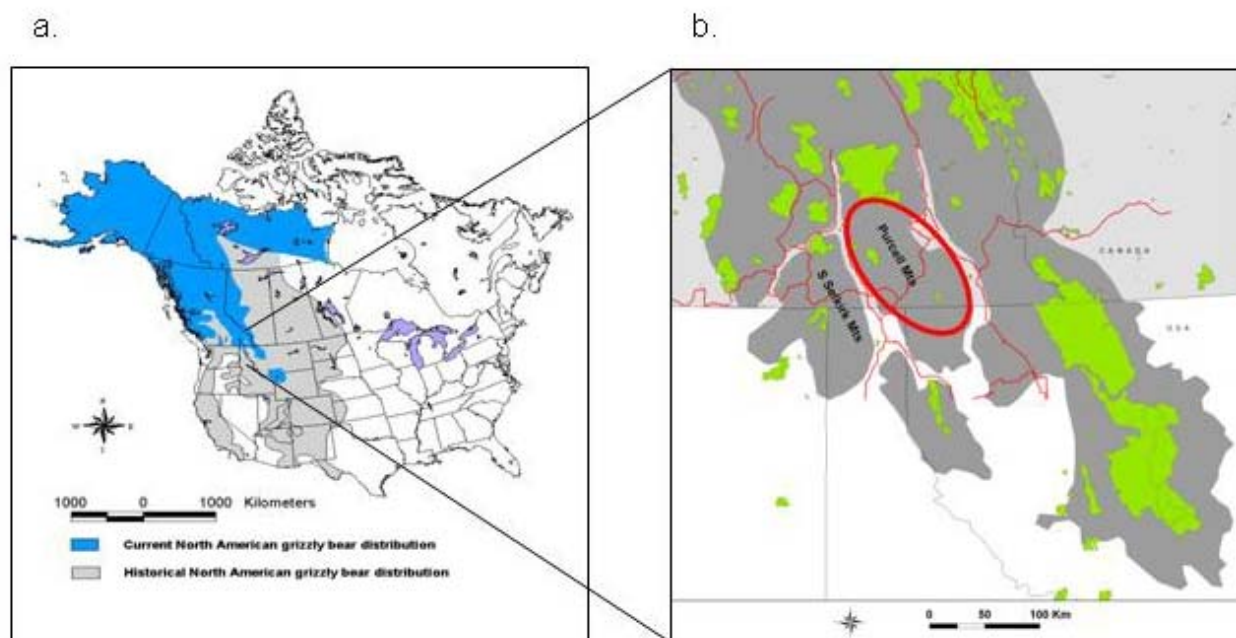 a.
b.
1000 0 1000 Kilometers
Current North American grizzly bear distribution
Historical North American grizzly bear distribution
Purcell Mts
S Selkirk Mts
CANADA
USA
0 50 100 Km